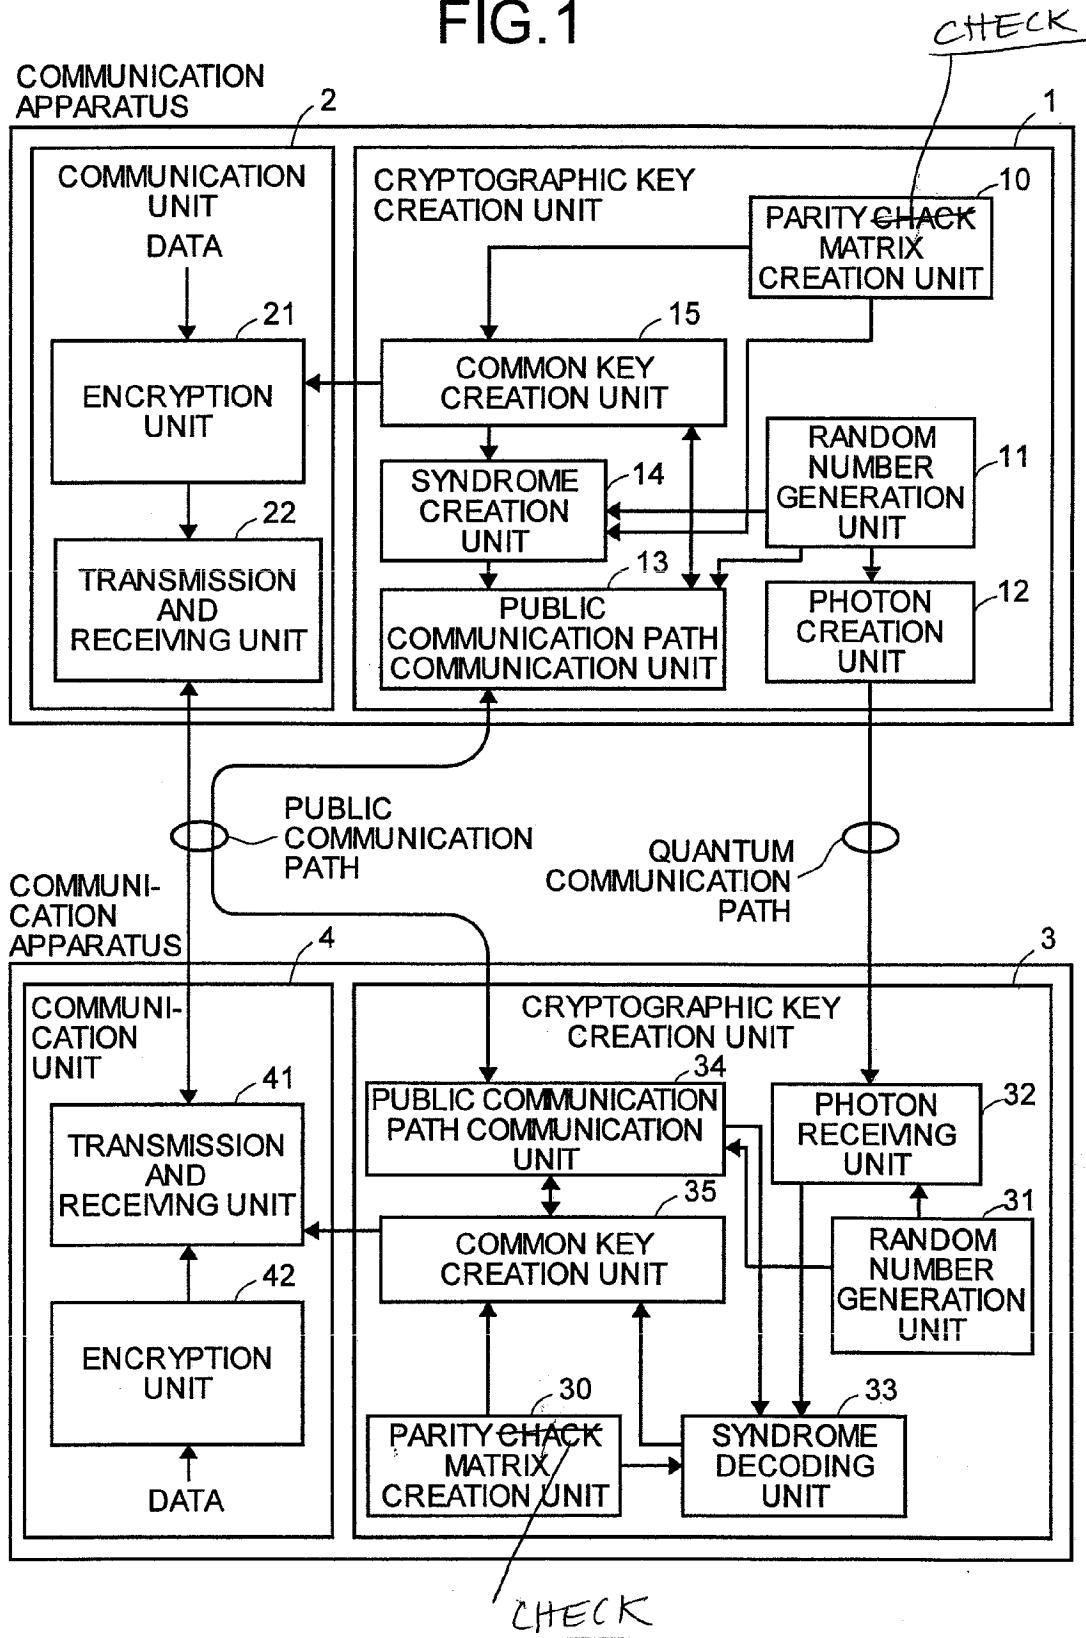 FIG.1
CHECK
COMMUNICATION
APPARATUS
2
1
COMMUNICATION
UNIT
DATA
21
ENCRYPTION
UNIT
22
TRANSMISSION
AND
RECEIVING UNIT
CRYPTOGRAPHIC KEY
CREATION UNIT
10
PARITY CHACK
MATRIX
CREATION UNIT
15
COMMON KEY
CREATION UNIT
14
SYNDROME
CREATION
UNIT
11
RANDOM
NUMBER
GENERATION
UNIT
13
PUBLIC
COMMUNICATION PATH
COMMUNICATION UNIT
12
PHOTON
CREATION
UNIT
PUBLIC
COMMUNICATION
PATH
QUANTUM
COMMUNICATION
PATH
COMMUNI-
CATION
APPARATUS
4
3
COMMUNI-
CATION
UNIT
41
TRANSMISSION
AND
RECEIVING UNIT
42
ENCRYPTION
UNIT
DATA
CRYPTOGRAPHIC KEY
CREATION UNIT
34
PUBLIC COMMUNICATION
PATH COMMUNICATION
UNIT
32
PHOTON
RECEIVING
UNIT
35
COMMON KEY
CREATION UNIT
31
RANDOM
NUMBER
GENERATION
UNIT
30
PARITY CHACK
MATRIX
CREATION UNIT
33
SYNDROME
DECODING
UNIT
CHECK